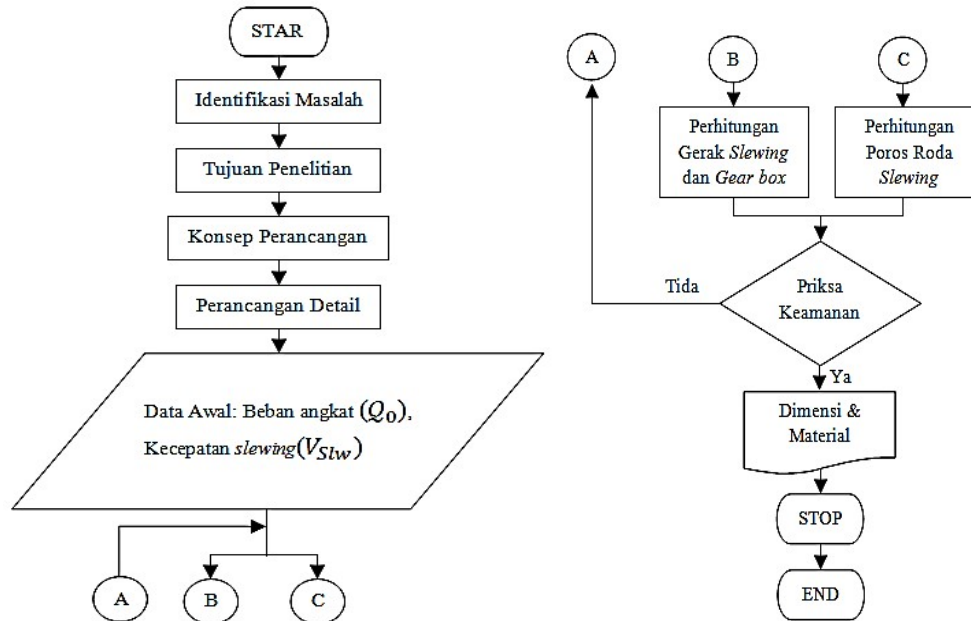 STAR
Identifikasi Masalah
Tujuan Penelitian
Konsep Perancangan
Perancangan Detail
Data Awal: Beban angkat (Q₀),
Kecepatan slewing(V_Slw)
A
B
C
A
B
C
Perhitungan
Gerak Slewing
dan Gear box
Perhitungan
Poros Roda
Slewing
Priksa
Keamanan
Tida
Ya
Dimensi &
Material
STOP
END